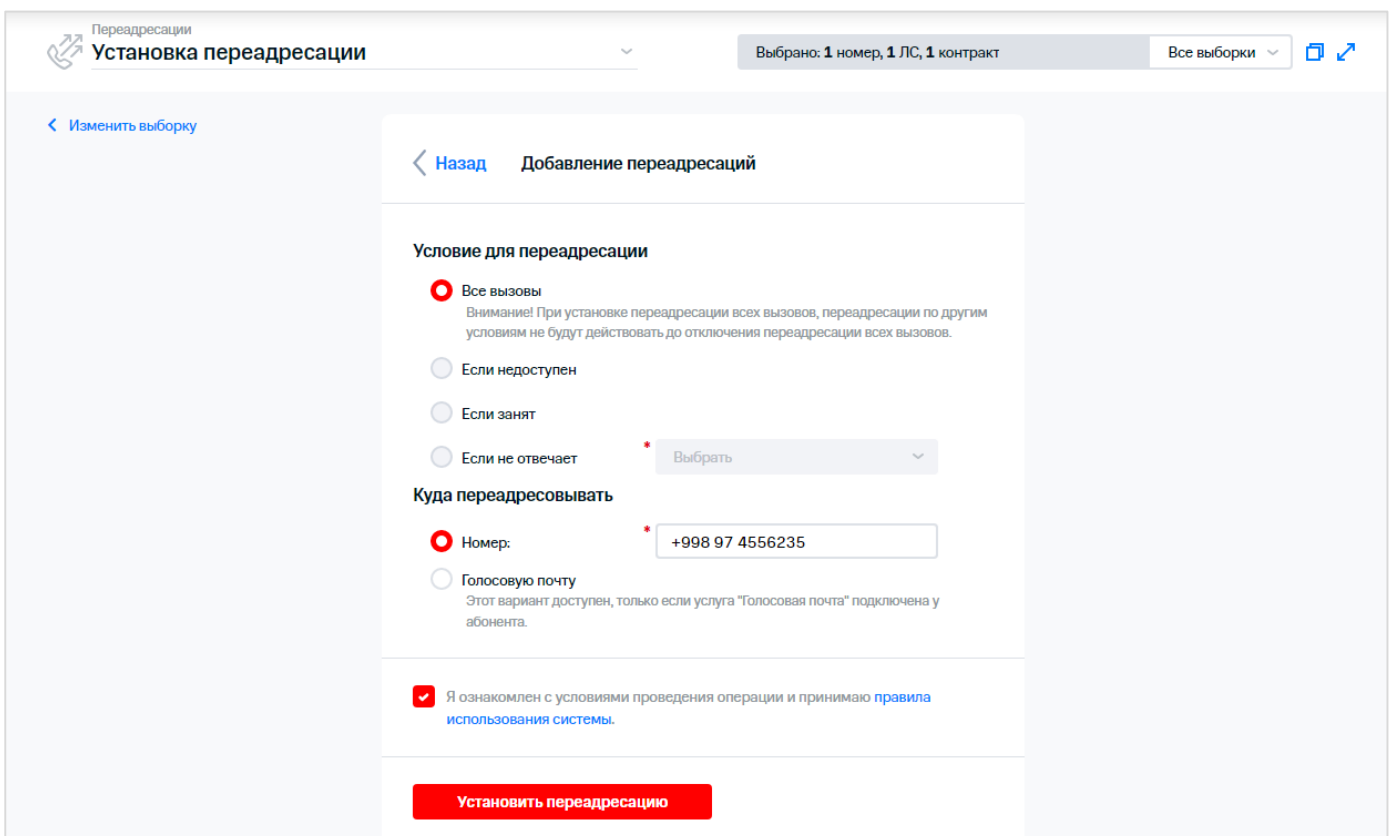 Переадресации
Установка переадресации
Выбрано: 1 номер, 1 ЛС, 1 контракт
Все выборки
Изменить выборку
Назад
Добавление переадресаций
Условие для переадресации
Все вызовы
Внимание! При установке переадресации всех вызовов, переадресации по другим
условиям не будут действовать до отключения переадресации всех вызовов.
Если недоступен
Если занят
Если не отвечает
* Выбрать
Куда переадресовывать
Номер:
* +998 97 4556235
Голосовую почту
Этот вариант доступен, только если услуга "Голосовая почта" подключена у
абонента.
Я ознакомлен с условиями проведения операции и принимаю правила
использования системы.
Установить переадресацию